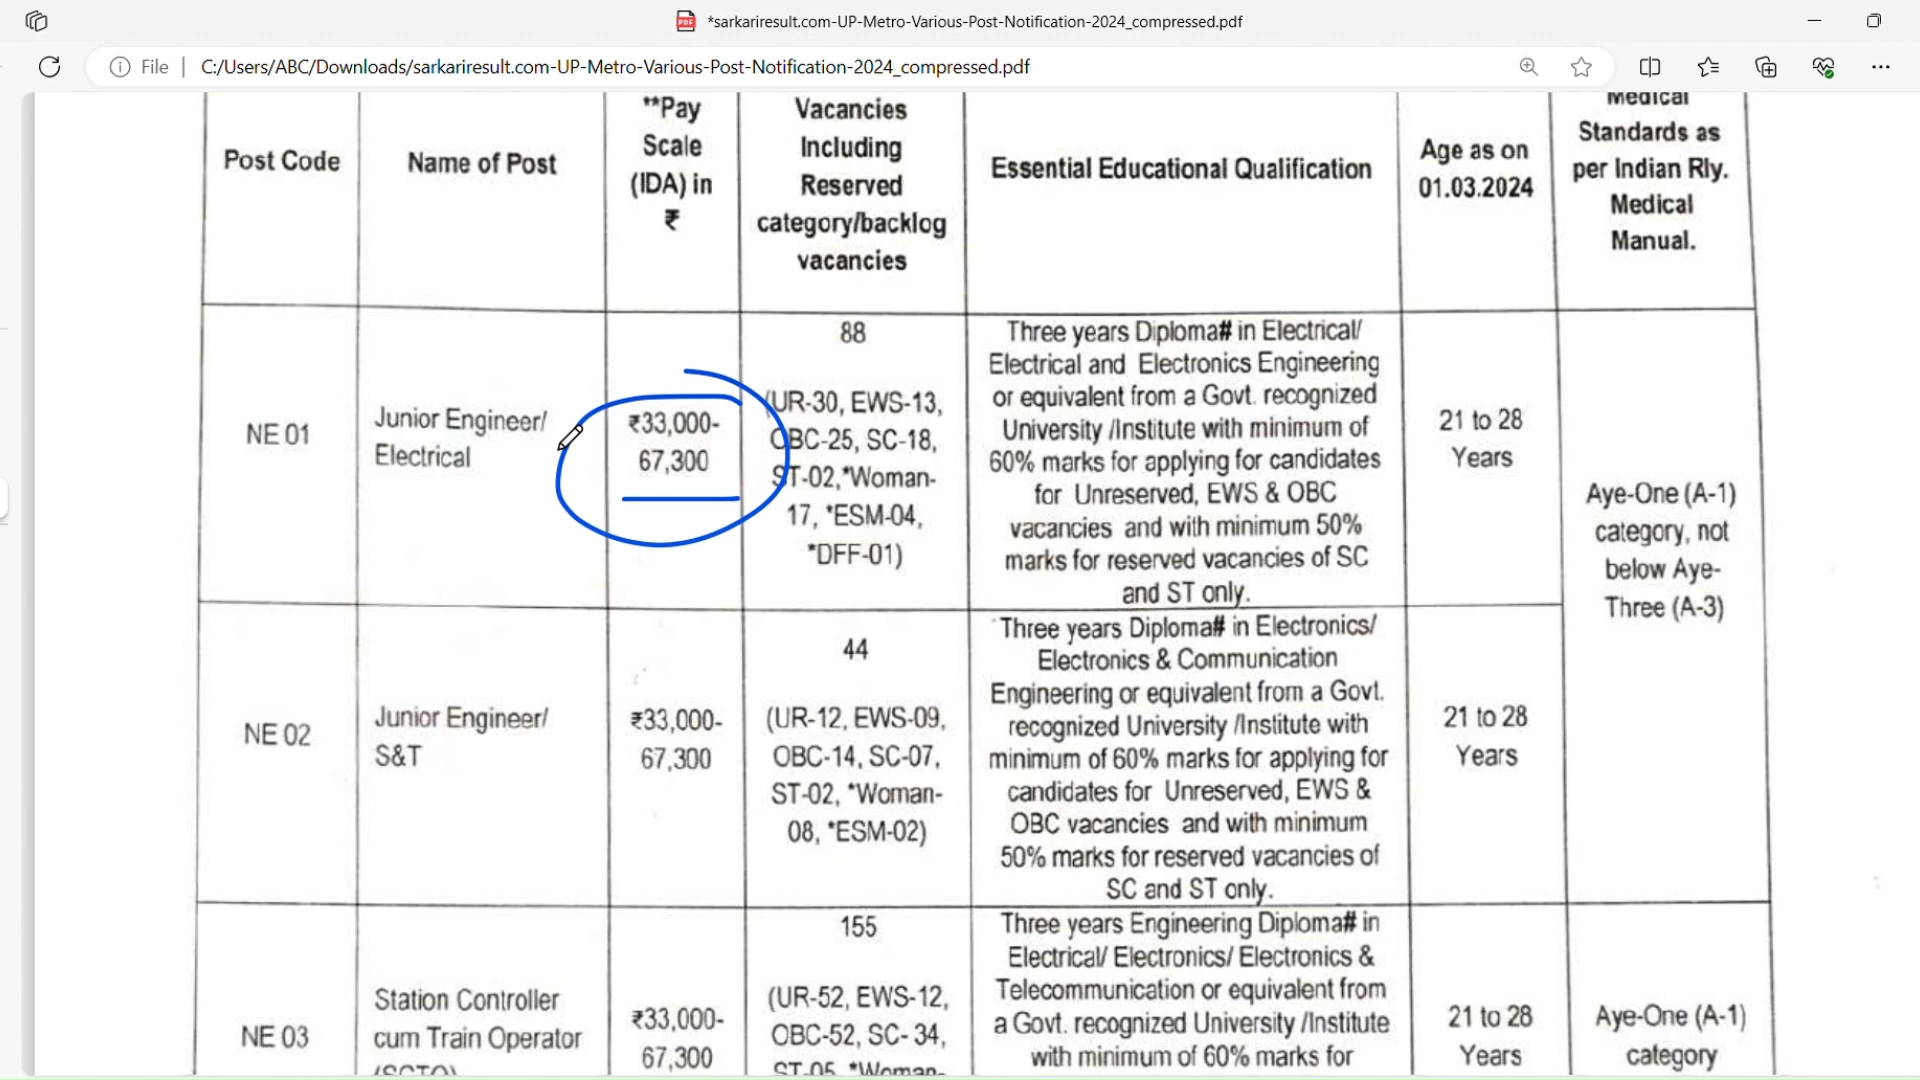 *sarkariresult.com-UP-Metro-Various-Post-Notification-2024_compressed.pdf
File
C:/Users/ABC/Downloads/sarkariresult.com-UP-Metro-Various-Post-Notification-2024_compressed.pdf
Post Code
Name of Post
**Pay
Scale
(IDA) in
₹
Vacancies
Including
Reserved
category/backlog
vacancies
Essential Educational Qualification
Age as on
01.03.2024
Medical
Standards as
per Indian Rly.
Medical
Manual.
NE 01
Junior Engineer/
Electrical
₹33,000-
67,300
88
(UR-30, EWS-13,
OBC-25, SC-18,
ST-02,*Woman-
17, *ESM-04,
*DFF-01)
Three years Diploma# in Electrical/
Electrical and Electronics Engineering
or equivalent from a Govt. recognized
University /Institute with minimum of
60% marks for applying for candidates
for Unreserved, EWS & OBC
vacancies and with minimum 50%
marks for reserved vacancies of SC
and ST only.
21 to 28
Years
Aye-One (A-1)
category, not
below Aye-
Three (A-3)
NE 02
Junior Engineer/
S&T
₹33,000-
67,300
44
(UR-12, EWS-09,
OBC-14, SC-07,
ST-02, *Woman-
08, *ESM-02)
Three years Diploma# in Electronics/
Electronics & Communication
Engineering or equivalent from a Govt.
recognized University /Institute with
minimum of 60% marks for applying for
candidates for Unreserved, EWS &
OBC vacancies and with minimum
50% marks for reserved vacancies of
SC and ST only.
21 to 28
Years
NE 03
Station Controller
cum Train Operator
(SCTO)
₹33,000-
67,300
155
(UR-52, EWS-12,
OBC-52, SC- 34,
ST-05, *Woman-
Three years Engineering Diploma# in
Electrical/ Electronics/ Electronics &
Telecommunication or equivalent from
a Govt. recognized University /Institute
with minimum of 60% marks for
21 to 28
Years
Aye-One (A-1)
category